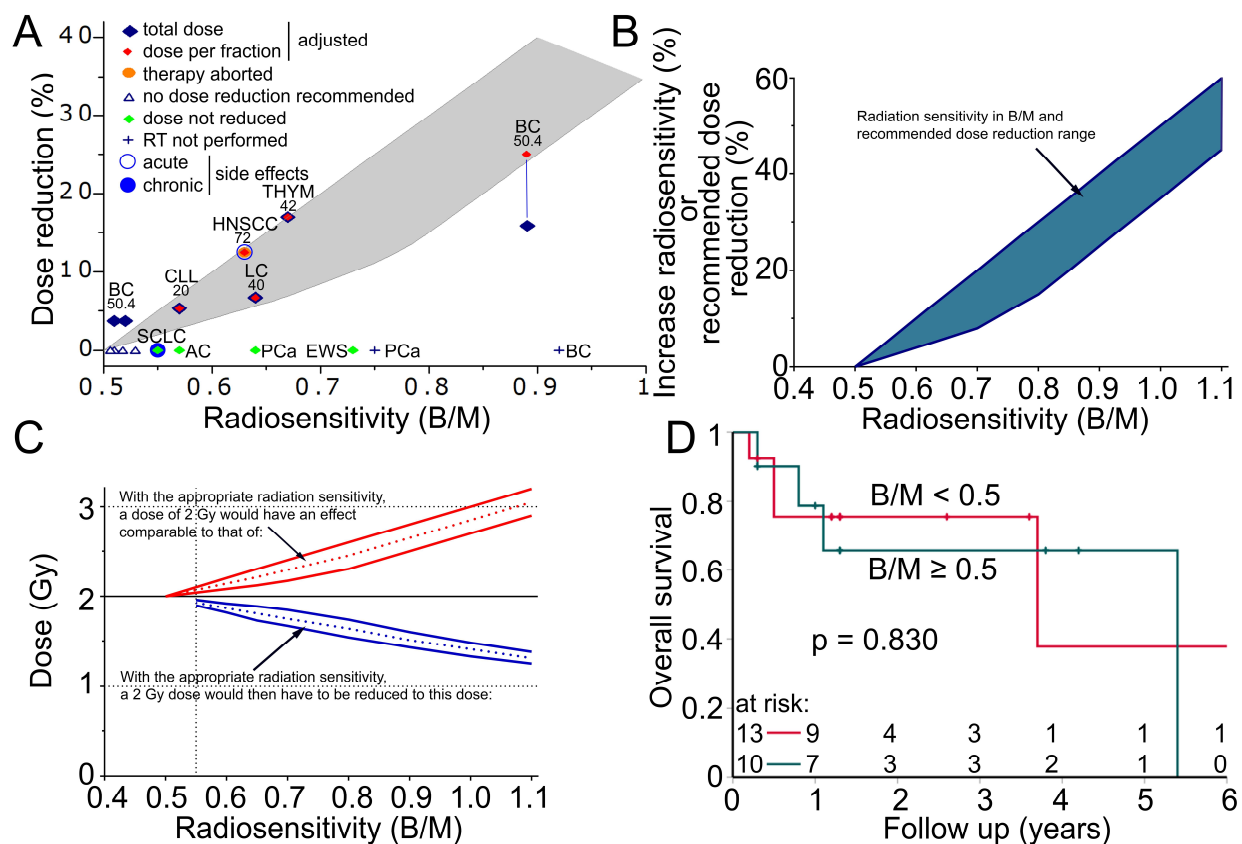 A
total dose
dose per fraction
adjusted
therapy aborted
no dose reduction recommended
dose not reduced
RT not performed
acute
chronic
side effects
Dose reduction (%)
40
30
20
10
0
BC
50.4
CLL
20
HNSCC
72
THYM
42
LC
40
BC
50.4
SCLC
AC
PCa
EWS
PCa
BC
0.5
0.6
0.7
0.8
0.9
1
Radiosensitivity (B/M)
B
Increase radiosensitivity (%)
or
recommended dose
reduction (%)
60
40
20
0
Radiation sensitivity in B/M and
recommended dose reduction range
0.4
0.5
0.6
0.7
0.8
0.9
1.0
1.1
Radiosensitivity (B/M)
C
Dose (Gy)
3
2
1
0
With the appropriate radiation sensitivity,
a dose of 2 Gy would have an effect
comparable to that of:
With the appropriate radiation sensitivity,
a 2 Gy dose would then have to be reduced to this dose:
0.4
0.5
0.6
0.7
0.8
0.9
1.0
1.1
Radiosensitivity (B/M)
D
Overall survival
1
0.8
0.6
0.4
0.2
0
B/M < 0.5
B/M ≥ 0.5
p = 0.830
at risk:
13 9 4 3 1 1 1
10 7 3 3 2 1 0
0 1 2 3 4 5 6
Follow up (years)